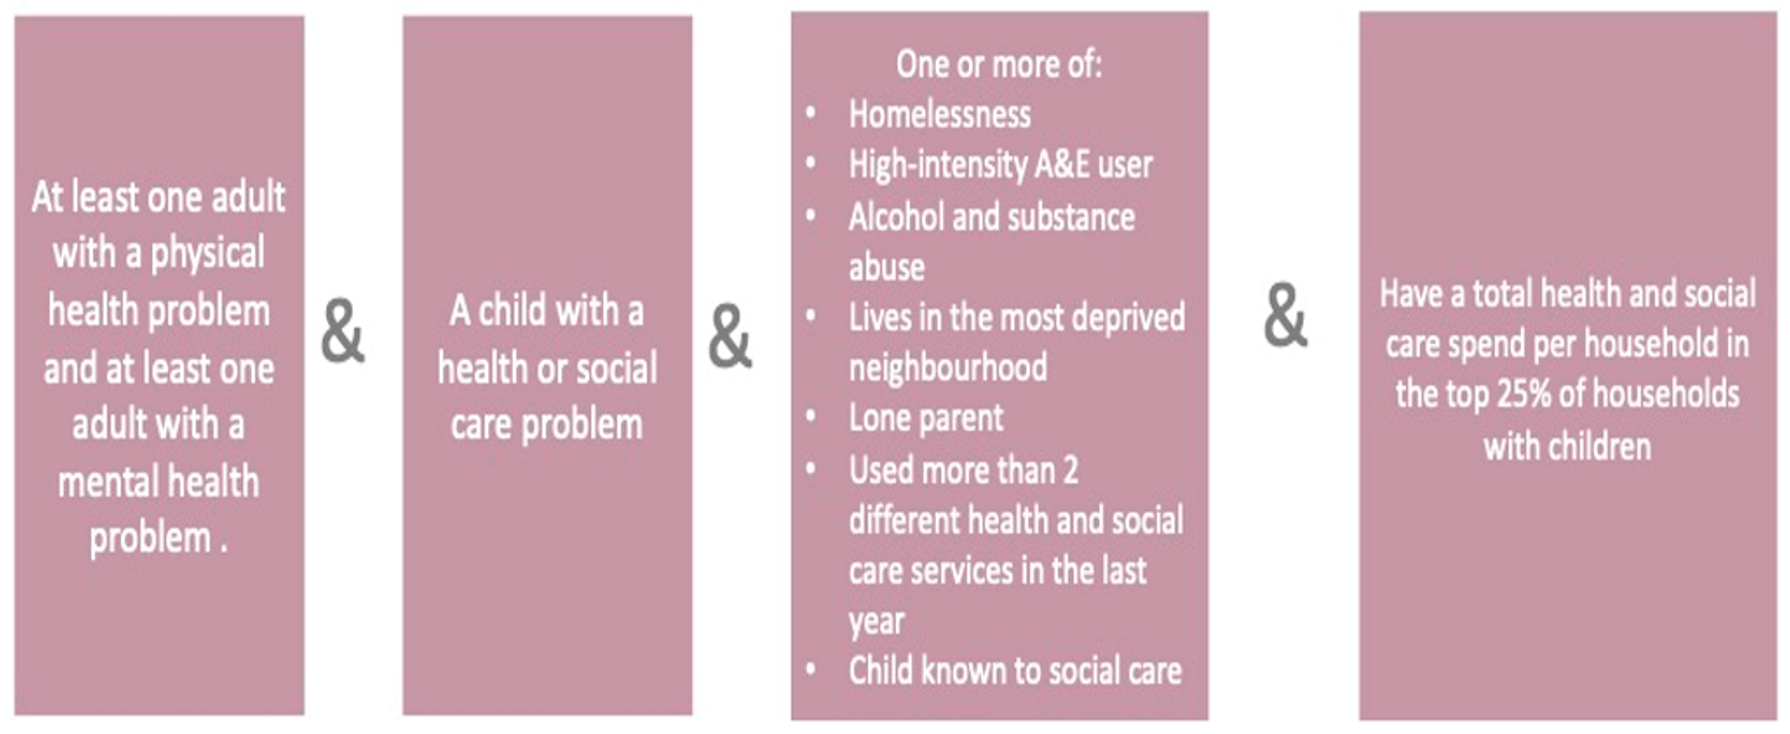 At least one adult
with a physical
health problem
and at least one
adult with a
mental health
problem .
&
A child with a
health or social
care problem
&
One or more of:
• Homelessness
• High-intensity A&E user
• Alcohol and substance
abuse
• Lives in the most deprived
neighbourhood
• Lone parent
• Used more than 2
different health and social
care services in the last
year
• Child known to social care
&
Have a total health and social
care spend per household in
the top 25% of households
with children